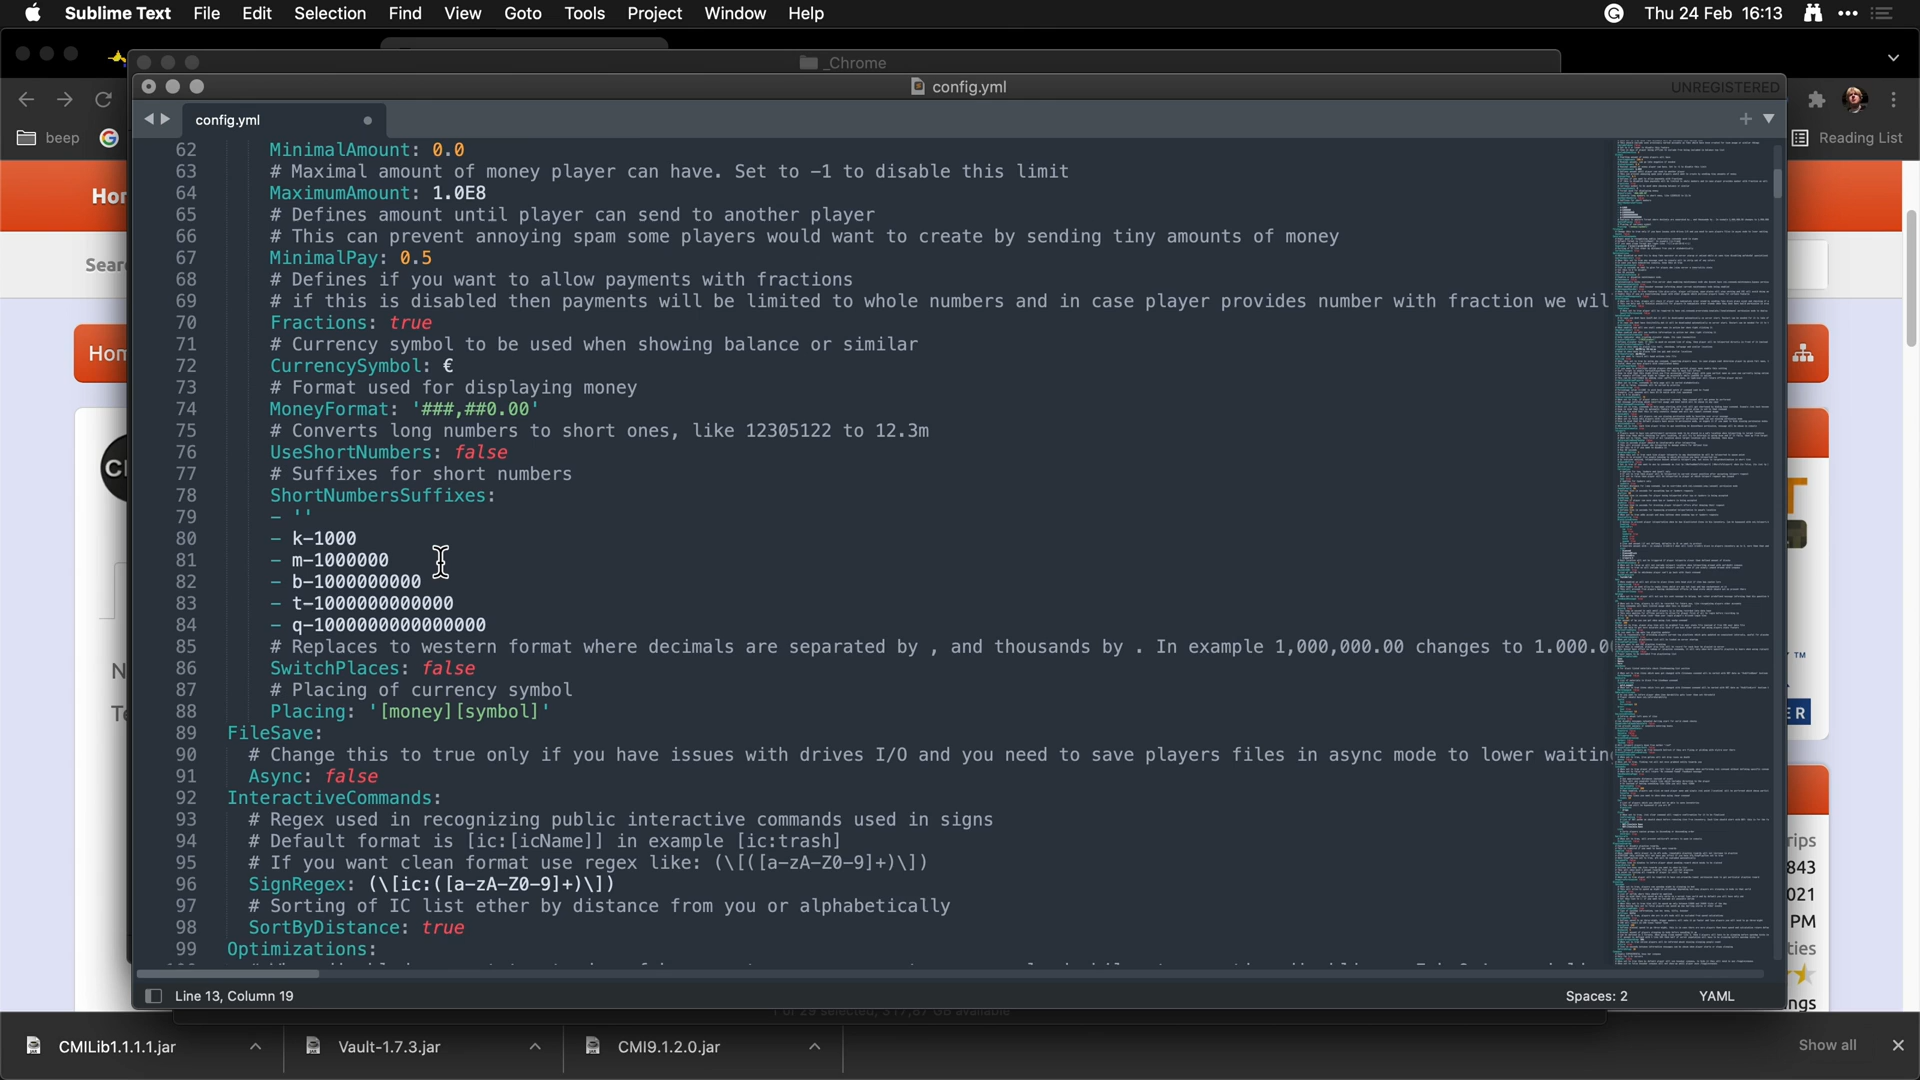 Sublime Text File Edit Selection Find View Goto Tools Project Window Help Thu 24 Feb 16:13
_Chrome
config.yml UNREGISTERED
config.yml
beep Reading List
62 MinimalAmount: 0.0
63 # Maximal amount of money player can have. Set to -1 to disable this limit
64 MaximumAmount: 1.0E8
65 # Defines amount until player can send to another player
66 # This can prevent annoying spam some players would want to create by sending tiny amounts of money
67 MinimalPay: 0.5
68 # Defines if you want to allow payments with fractions
69 # if this is disabled then payments will be limited to whole numbers and in case player provides number with fraction we wil
70 Fractions: true
71 # Currency symbol to be used when showing balance or similar
72 CurrencySymbol: €
73 # Format used for displaying money
74 MoneyFormat: '###,##0.00'
75 # Converts long numbers to short ones, like 12305122 to 12.3m
76 UseShortNumbers: false
77 # Suffixes for short numbers
78 ShortNumbersSuffixes:
79 - ''
80 - k-1000
81 - m-1000000
82 - b-1000000000
83 - t-1000000000000
84 - q-1000000000000000
85 # Replaces to western format where decimals are separated by , and thousands by . In example 1,000,000.00 changes to 1.000.0
86 SwitchPlaces: false
87 # Placing of currency symbol
88 Placing: '[money][symbol]'
89 FileSave:
90 # Change this to true only if you have issues with drives I/O and you need to save players files in async mode to lower waitin
91 Async: false
92 InteractiveCommands:
93 # Regex used in recognizing public interactive commands used in signs
94 # Default format is [ic:[icName]] in example [ic:trash]
95 # If you want clean format use regex like: (\[([a-zA-Z0-9]+)\])
96 SignRegex: (\[ic:([a-zA-Z0-9]+)\])
97 # Sorting of IC list ether by distance from you or alphabetically
98 SortByDistance: true
99 Optimizations:
Hor
Sear
Hom
CI
N
Te
T
™
ER
rips
843
021
PM
ties
ngs
Line 13, Column 19 Spaces: 2 YAML
CMILib1.1.1.1.jar Vault-1.7.3.jar CMI9.1.2.0.jar Show all